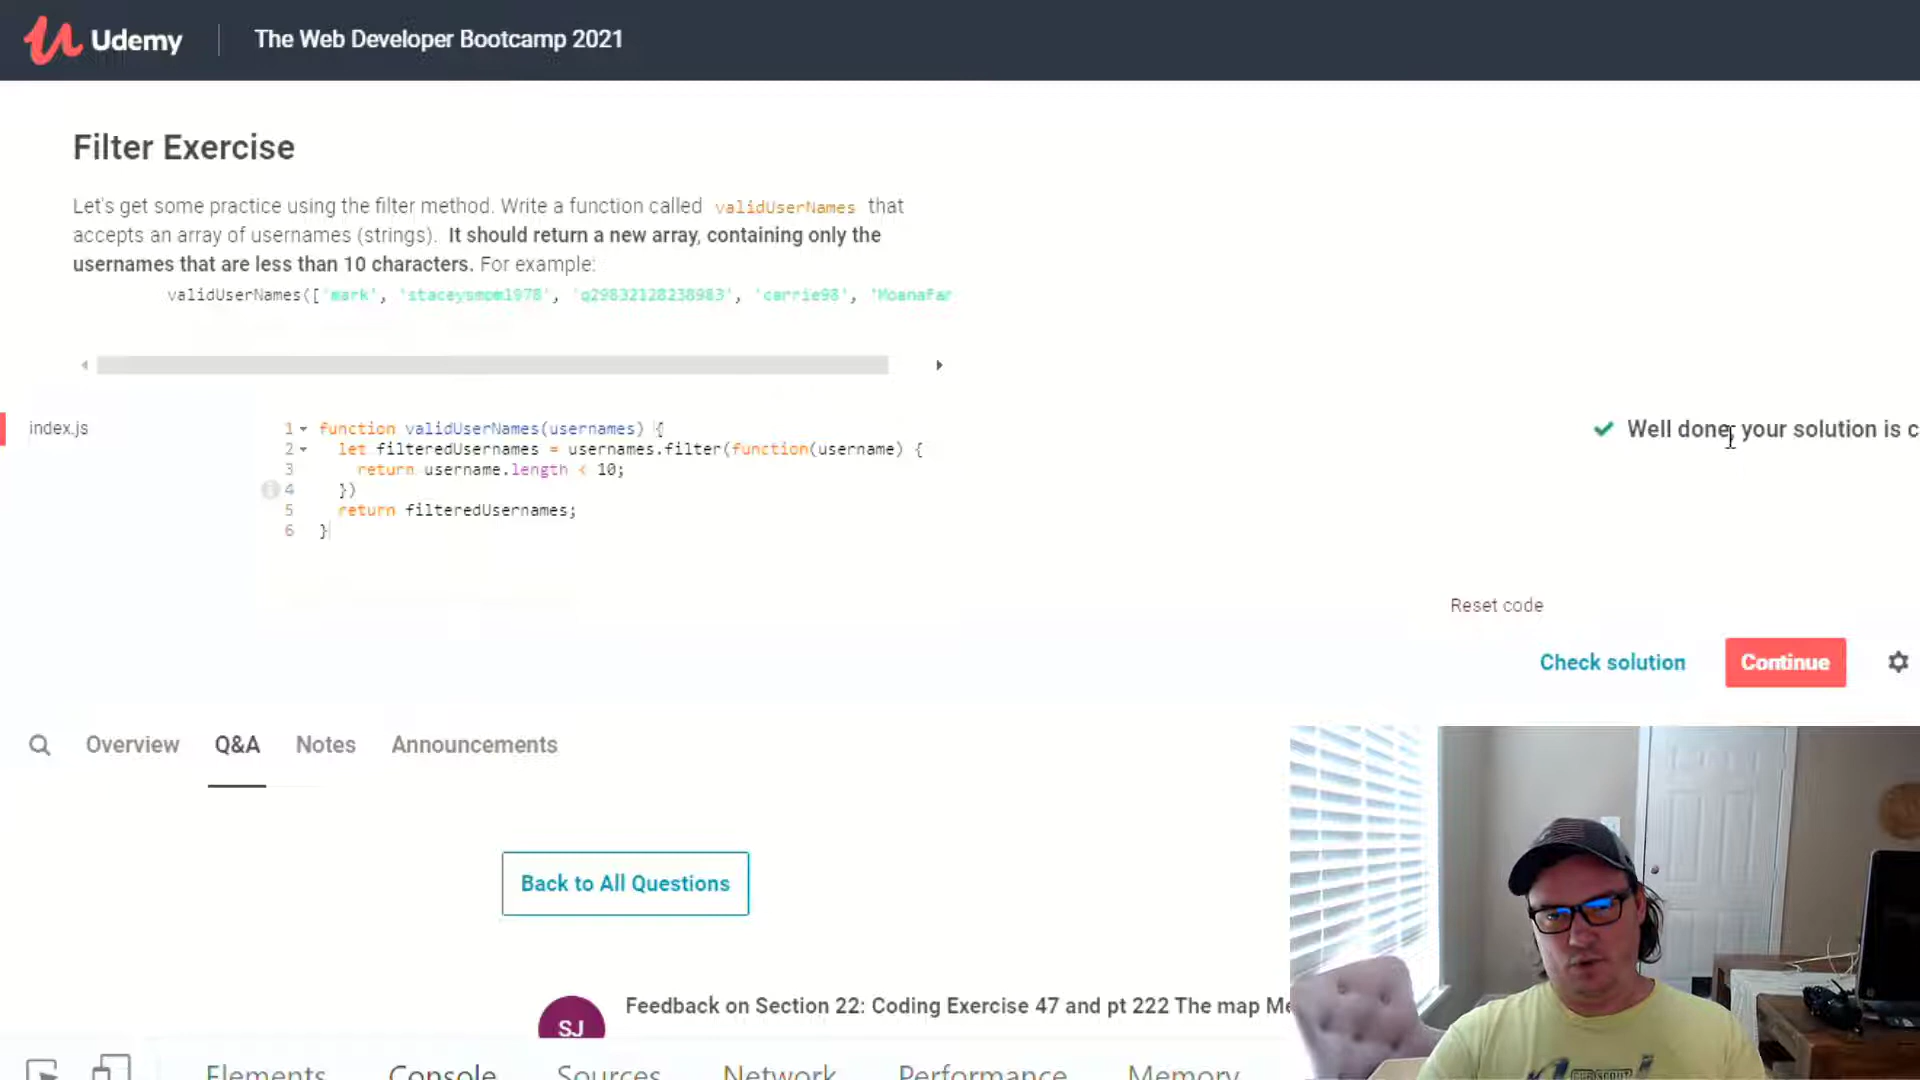 Udemy
The Web Developer Bootcamp 2021
Filter Exercise
Let's get some practice using the filter method. Write a function called validUserNames that
accepts an array of usernames (strings). It should return a new array, containing only the
usernames that are less than 10 characters. For example:
validUserNames(['mark', 'staceysmom1978', 'q29832128238983', 'carrie98', 'MoanaFan
index.js
1 function validUserNames(usernames) {
2 let filteredUsernames = usernames.filter(function(username) {
3 return username.length < 10;
4 })
5 return filteredUsernames;
6 }
Well done, your solution is c
Reset code
Check solution
Continue
Overview
Q&A
Notes
Announcements
Back to All Questions
SJ
Feedback on Section 22: Coding Exercise 47 and pt 222 The map Me
Elements
Console
Sources
Network
Performance
Memory